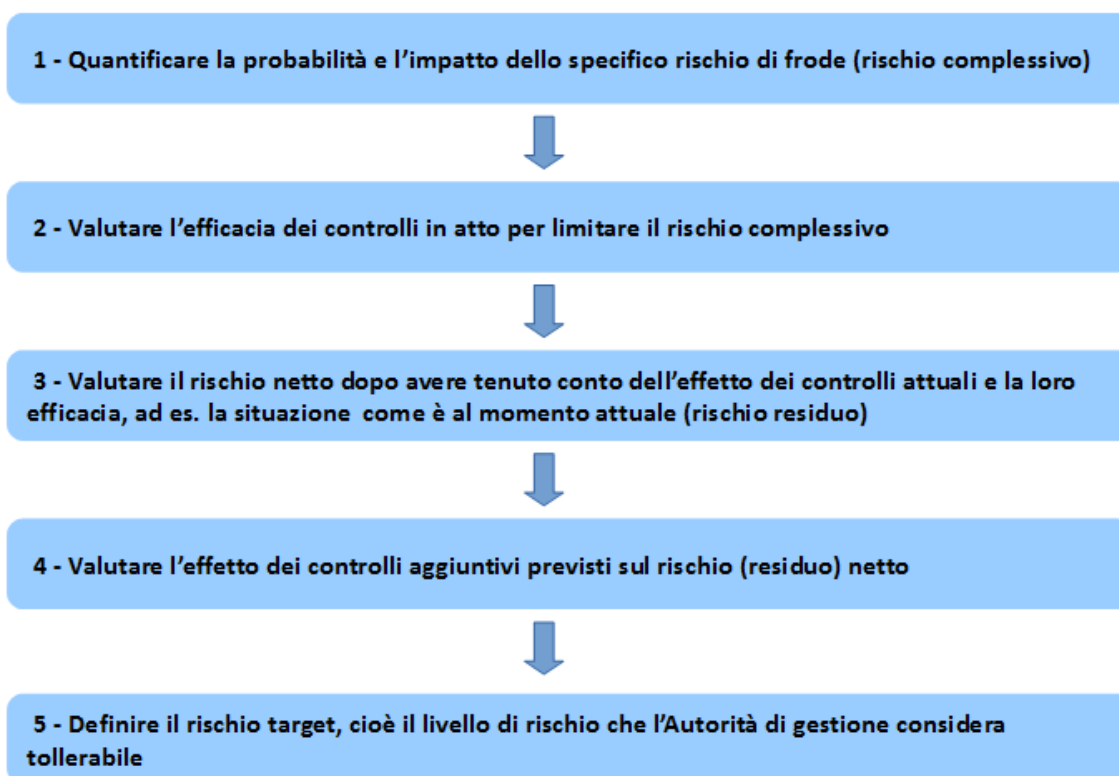 1 - Quantificare la probabilità e l’impatto dello specifico rischio di frode (rischio complessivo)
2 - Valutare l’efficacia dei controlli in atto per limitare il rischio complessivo
3 - Valutare il rischio netto dopo avere tenuto conto dell’effetto dei controlli attuali e la loro
efficacia, ad es. la situazione come è al momento attuale (rischio residuo)
4 - Valutare l’effetto dei controlli aggiuntivi previsti sul rischio (residuo) netto
5 - Definire il rischio target, cioè il livello di rischio che l’Autorità di gestione considera
tollerabile